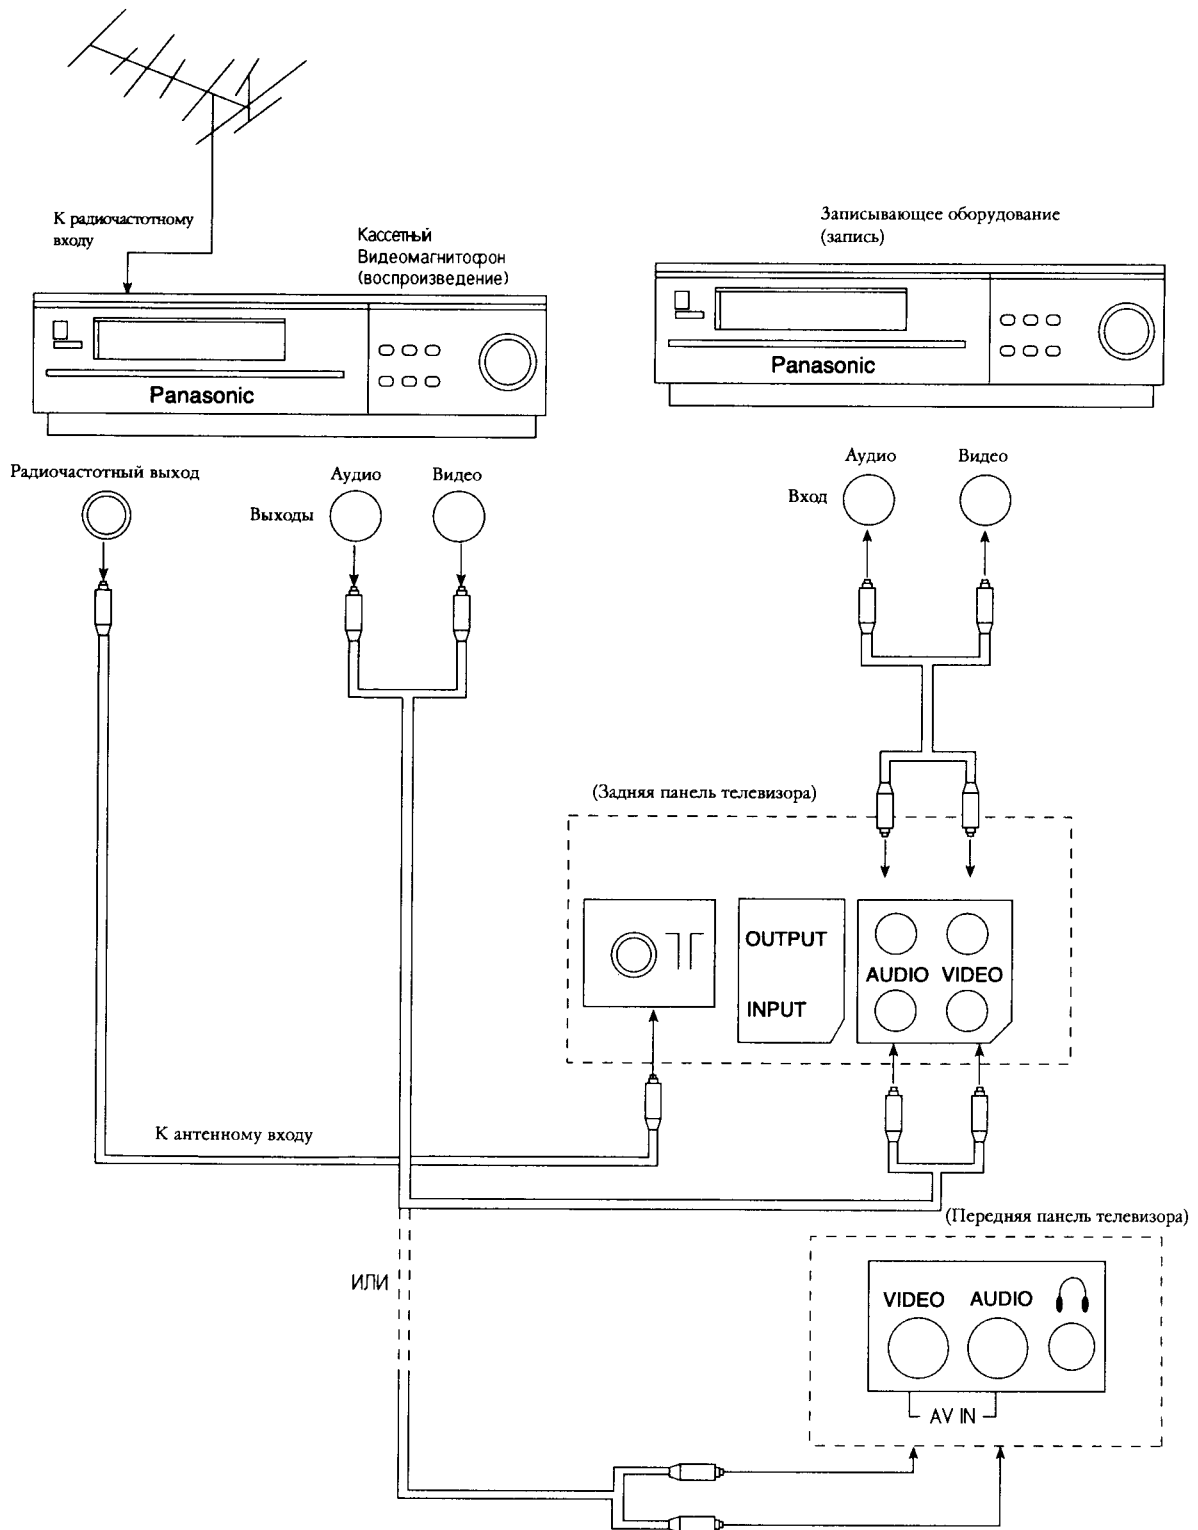 К радиочастотному
входу
Кассетный
Видеомагнитофон
(воспроизведение)
Записывающее оборудование
(запись)
Panasonic
Panasonic
Радиочастотный выход
Аудио
Видео
Выходы
Аудио
Видео
Вход
(Задняя панель телевизора)
OUTPUT
INPUT
AUDIO VIDEO
К антенному входу
(Передняя панель телевизора)
ИЛИ
VIDEO AUDIO
AV IN